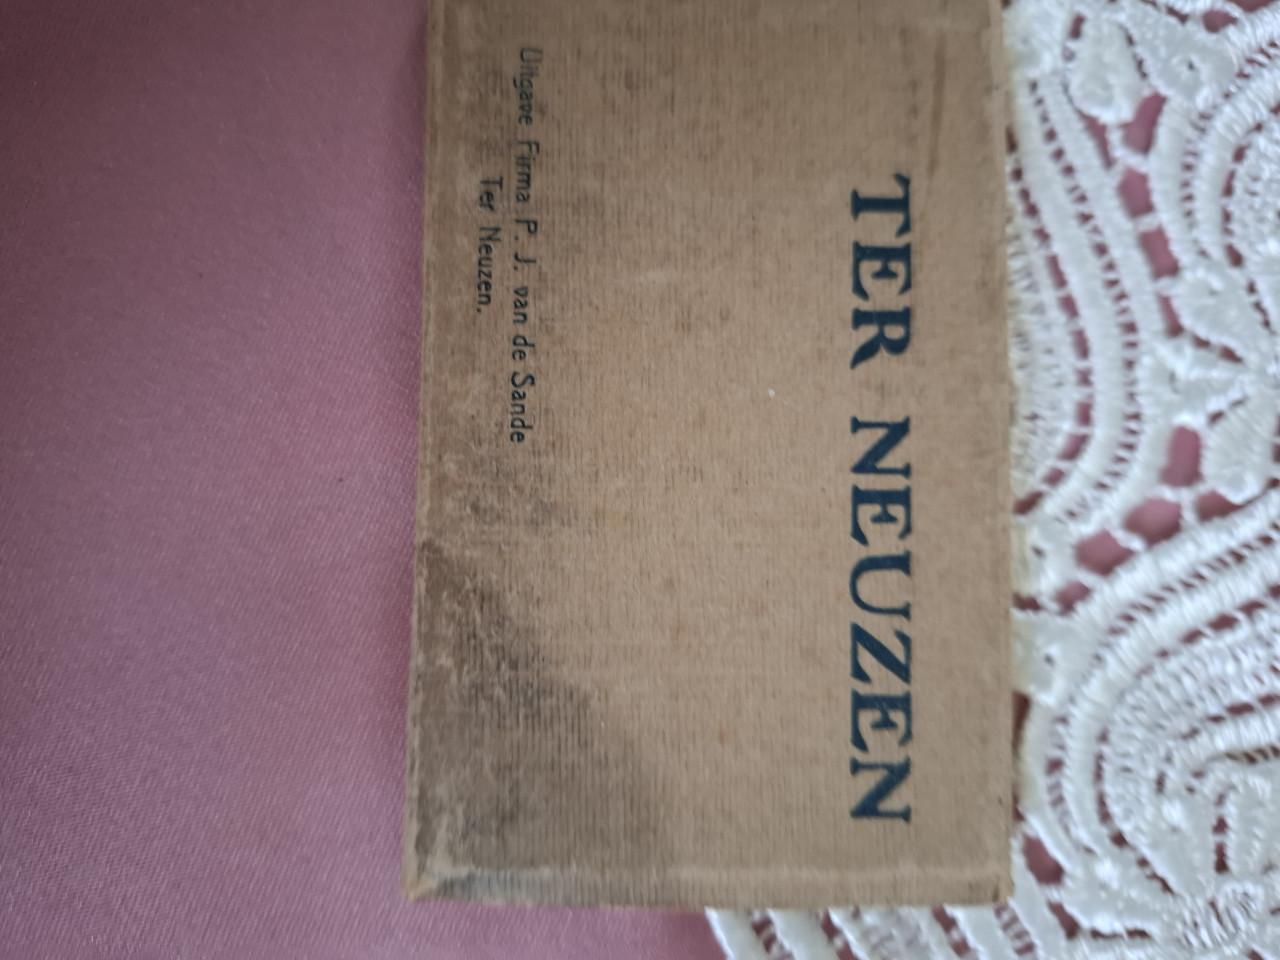 TER NEUZEN
Uitgave Firma P. J. van de Sande
Ter Neuzen.